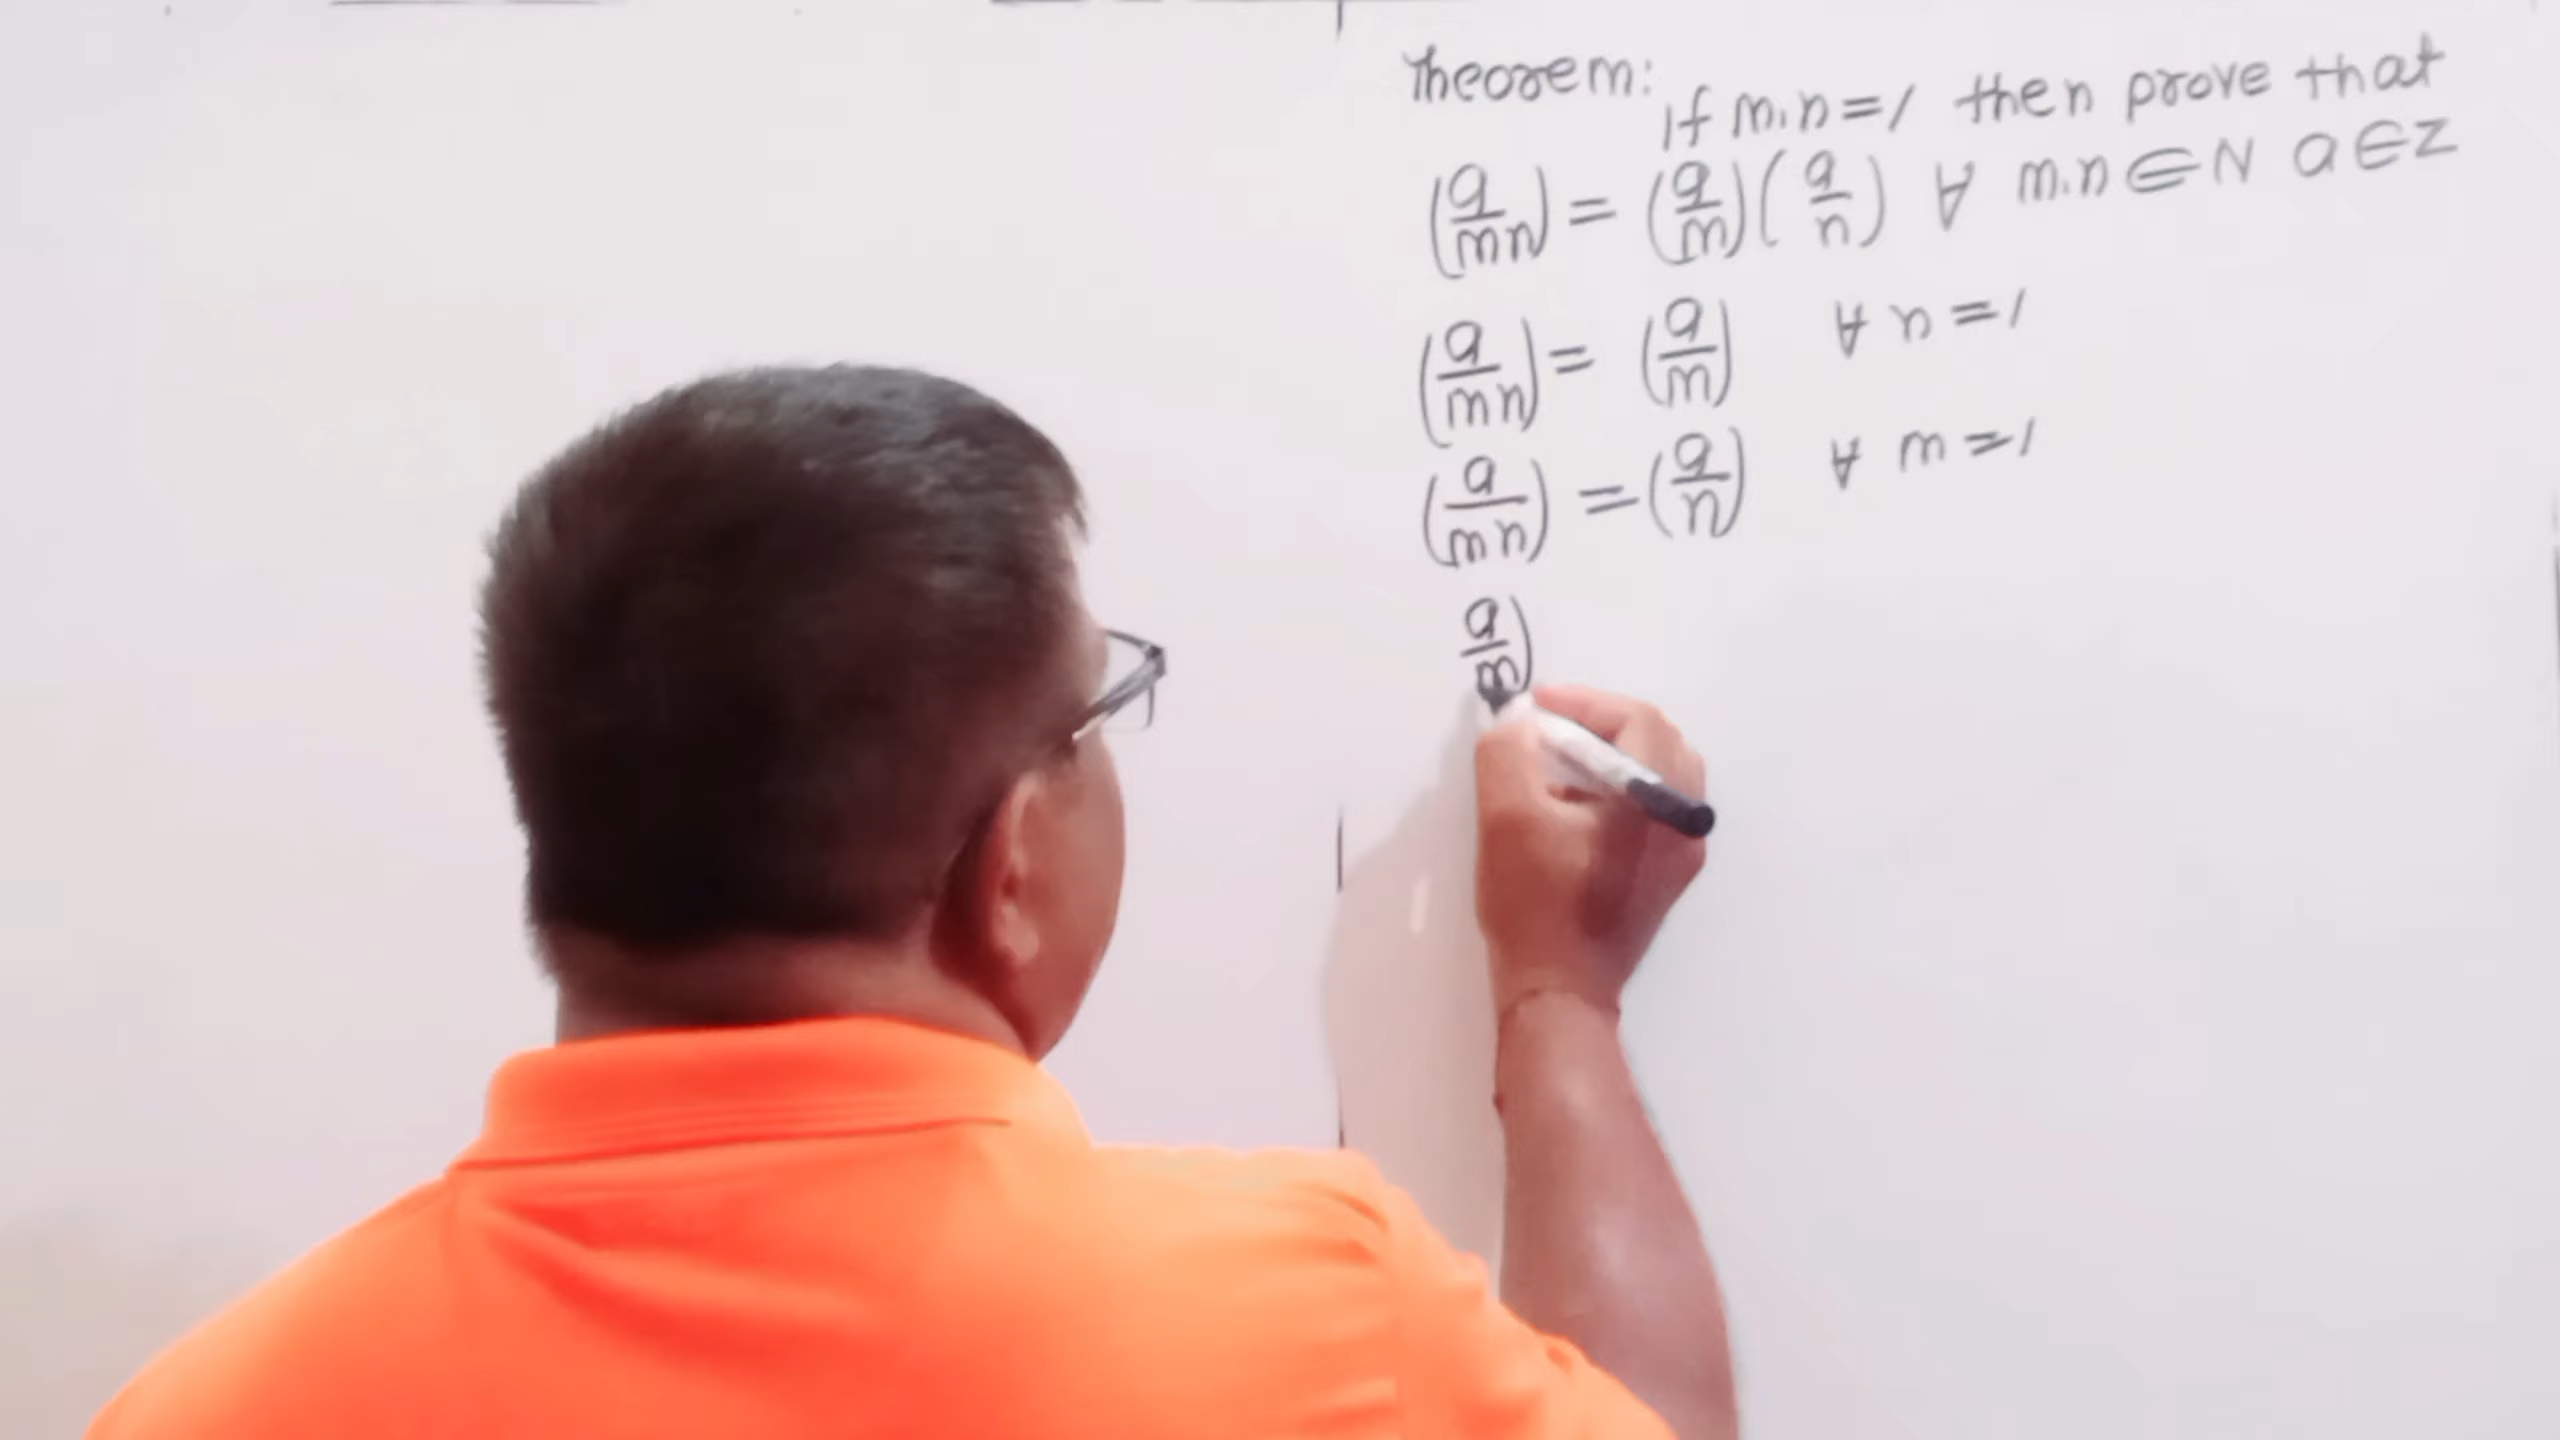 Theorem: If m,n=1 then prove that
(a/mn) = (a/m)(a/n) ∀ m,n∈N a∈Z
(a/mn) = (a/m) ∀ n=1
(a/mn) = (a/n) ∀ m=1
a/m)